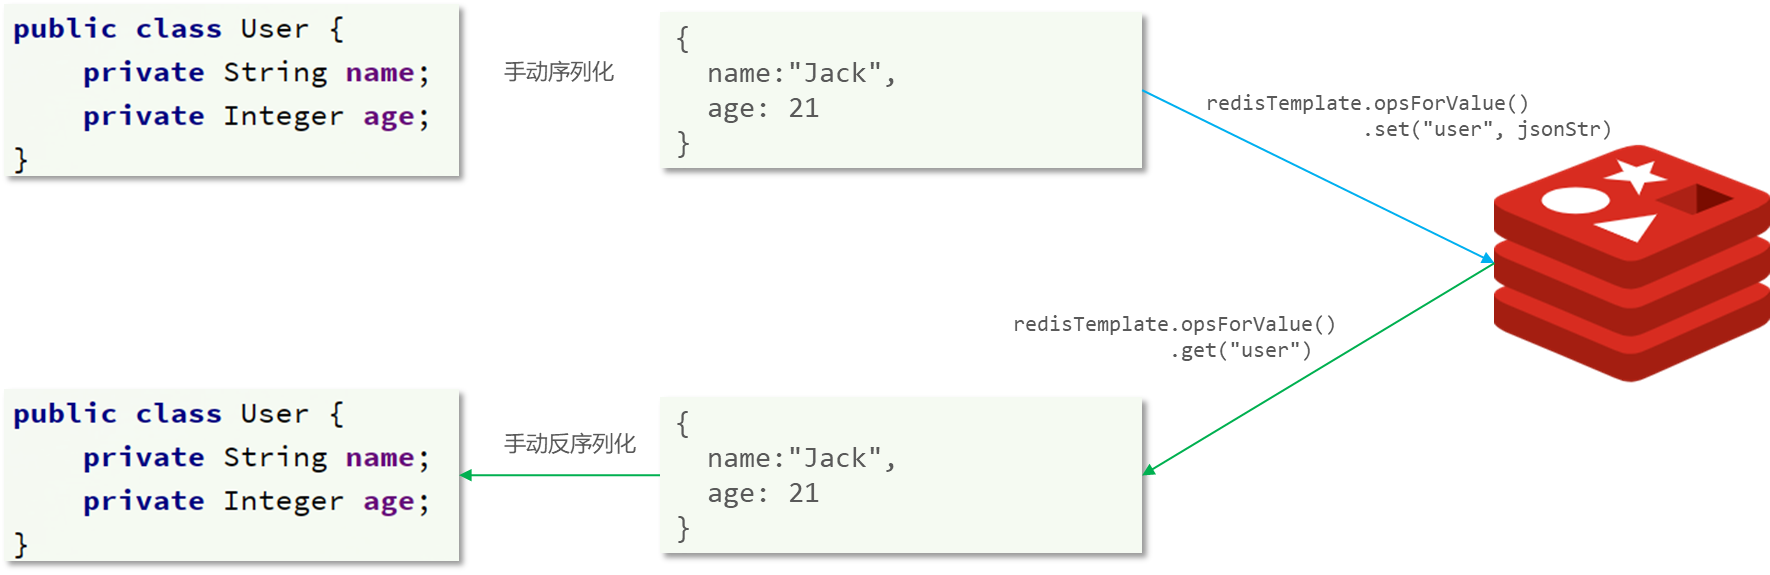 public class User {
    private String name;
    private Integer age;
}
手动序列化
{
  name:"Jack",
  age: 21
}
redisTemplate.opsForValue()
.set("user", jsonStr)
redisTemplate.opsForValue()
.get("user")
public class User {
    private String name;
    private Integer age;
}
手动反序列化
{
  name:"Jack",
  age: 21
}